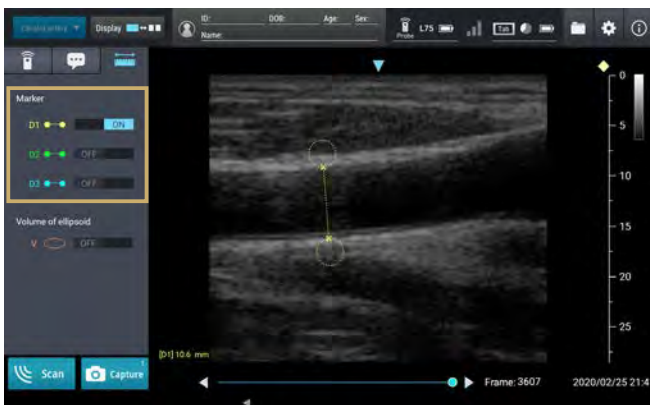 Display
ID:
DOB:
Age:
Sex:
Name:
Probe
L75
Tab
Marker
D1
ON
D2
OFF
D3
OFF
Volume of ellipsoid
V
OFF
Scan
Capture
1
0
5
10
15
20
25
[D1] 10.6 mm
Frame: 3607
2020/02/25 21:4